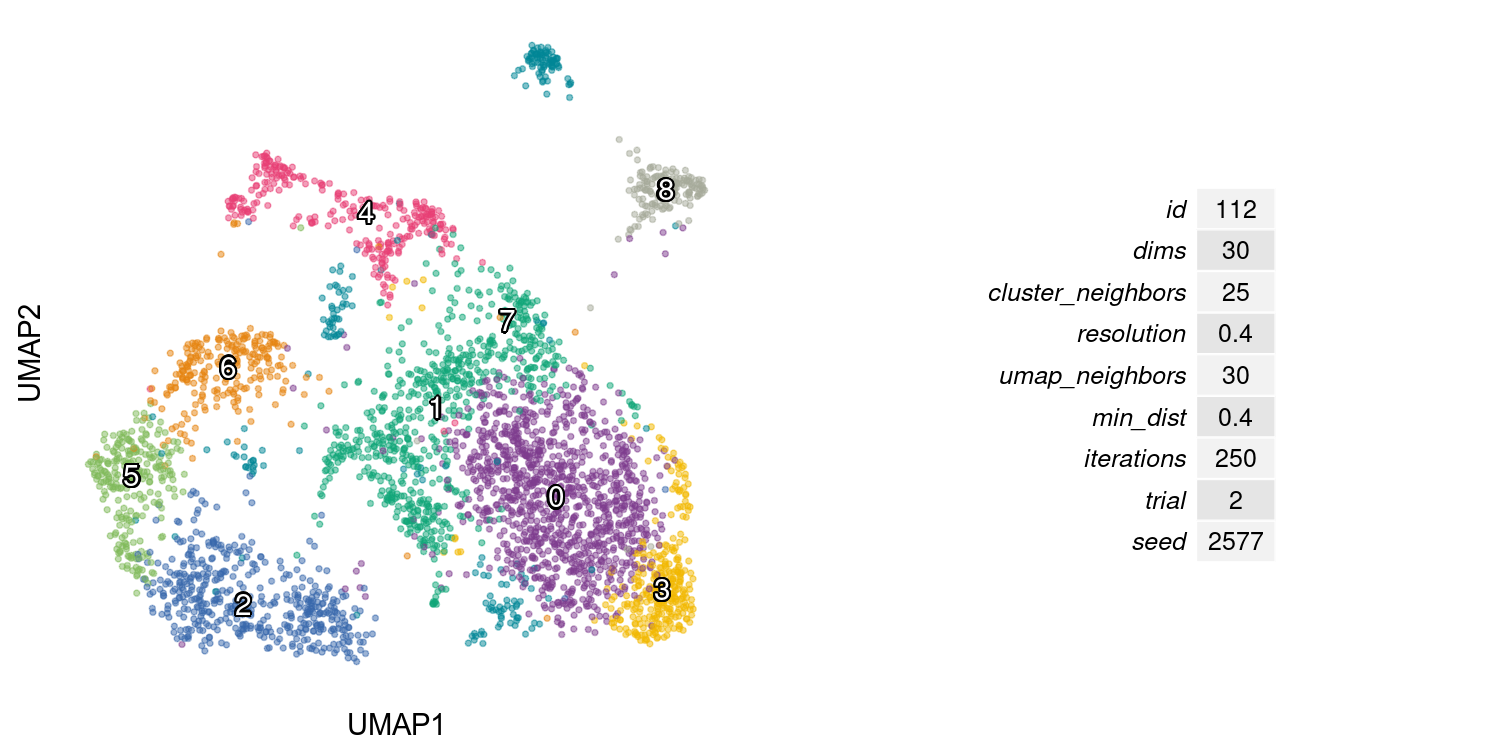 8
4
7
6
1
5
0
3
2
UMAP1
UMAP2
id 112
dims 30
cluster_neighbors 25
resolution 0.4
umap_neighbors 30
min_dist 0.4
iterations 250
trial 2
seed 2577